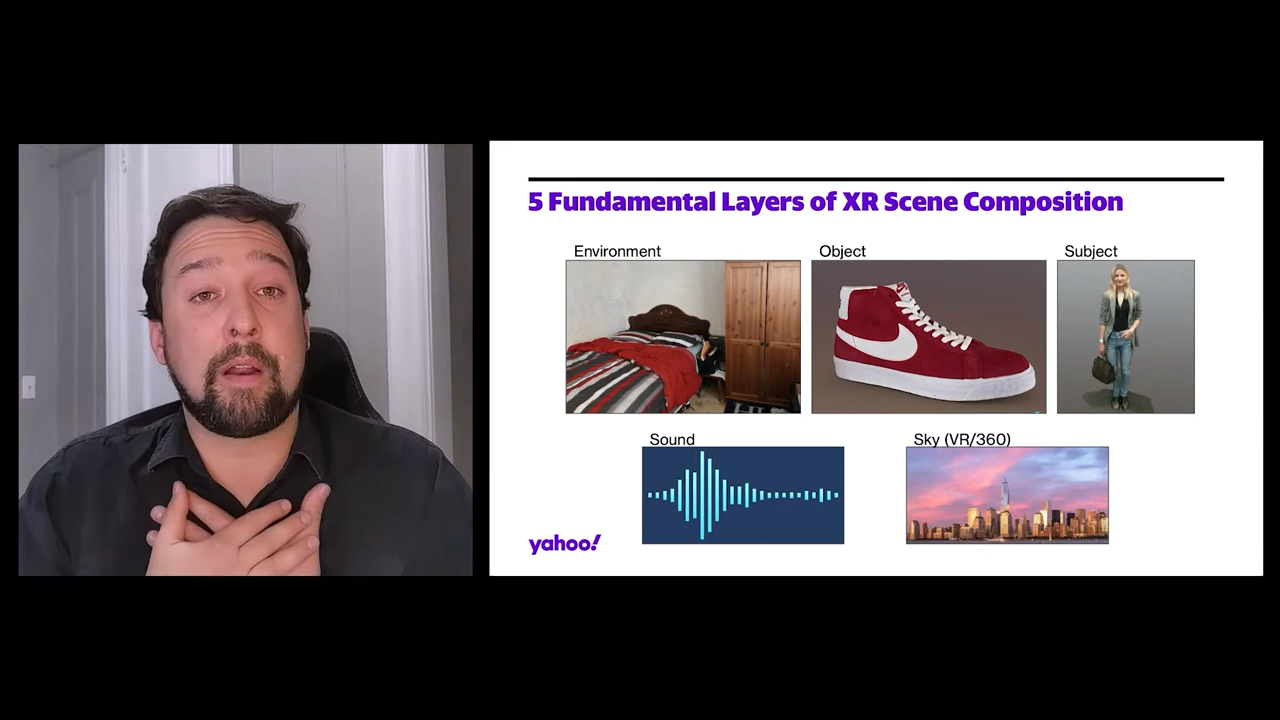 5 Fundamental Layers of XR Scene Composition
Environment
Object
Subject
Sound
Sky (VR/360)
yahoo!